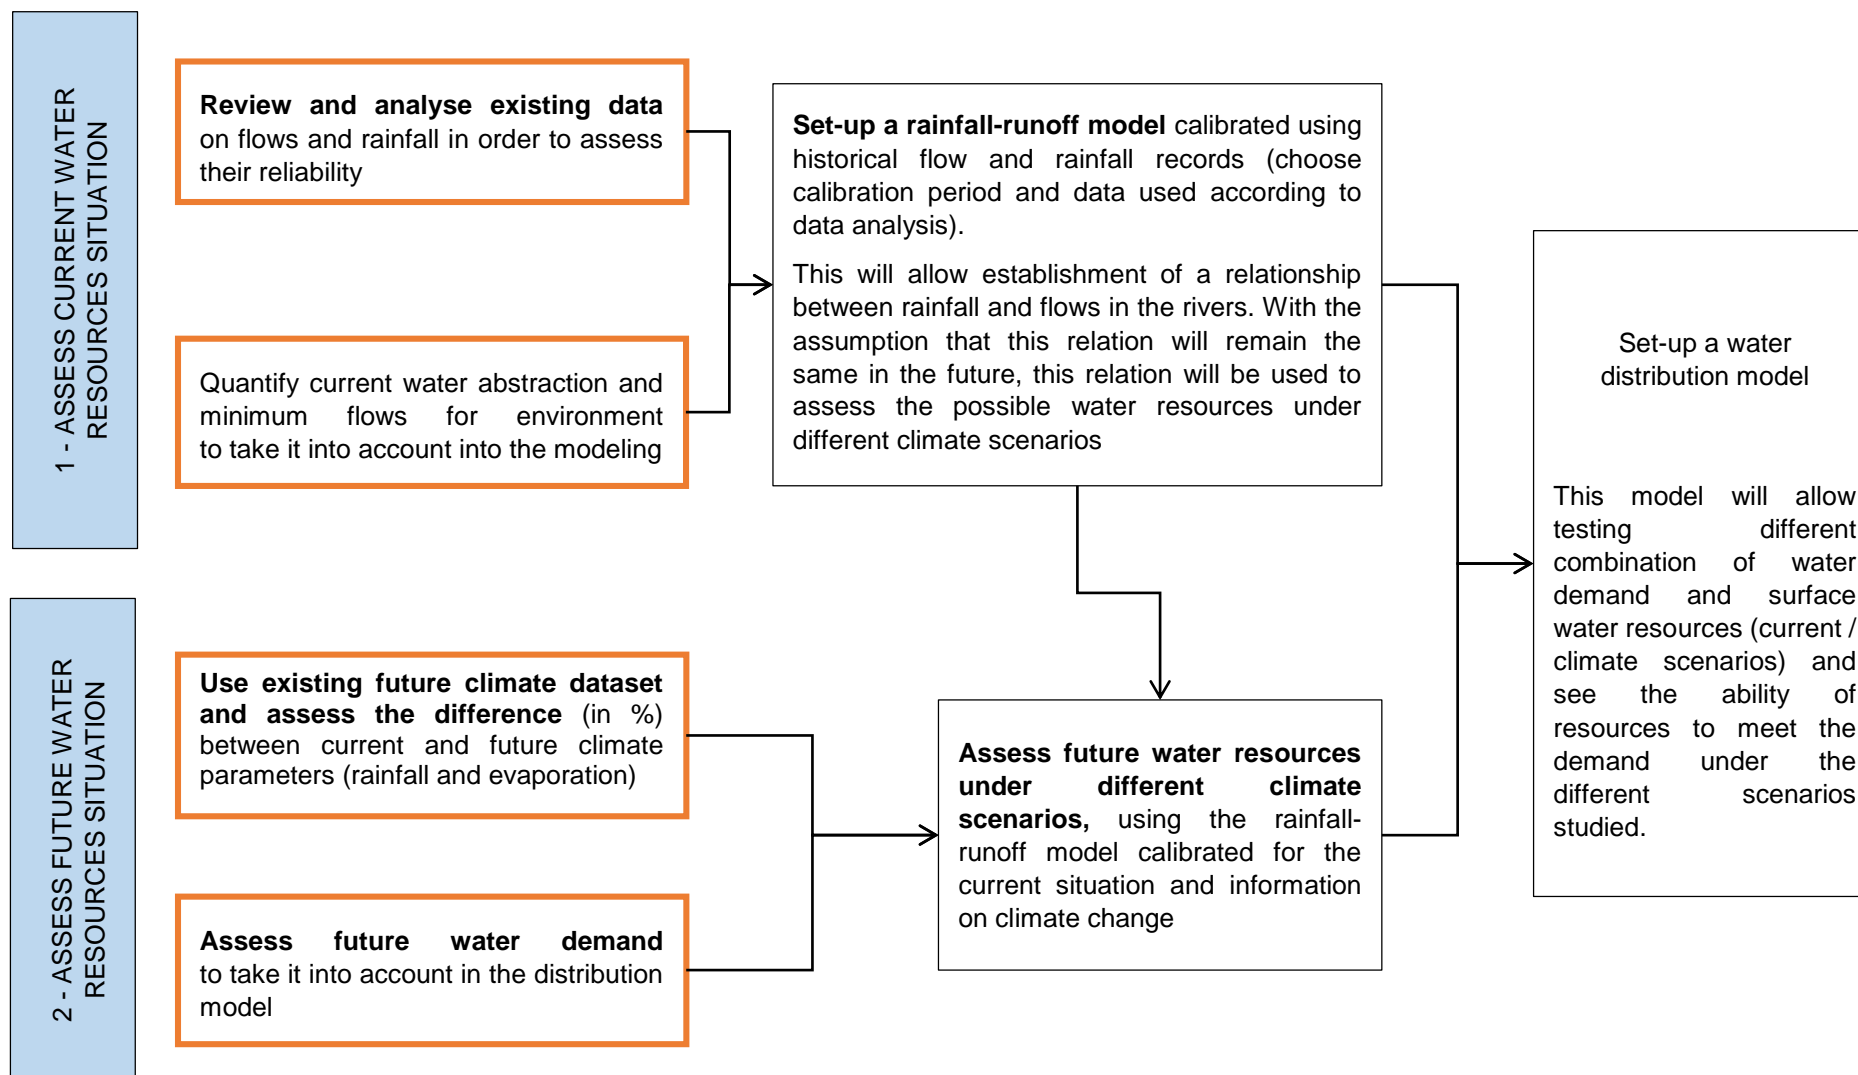 1 - ASSESS CURRENT WATER
RESOURCES SITUATION
Review and analyse existing data
on flows and rainfall in order to assess
their reliability
Quantify current water abstraction and
minimum flows for environment
to take it into account into the modeling
Set-up a rainfall-runoff model calibrated using
historical flow and rainfall records (choose
calibration period and data used according to
data analysis).
This will allow establishment of a relationship
between rainfall and flows in the rivers. With the
assumption that this relation will remain the
same in the future, this relation will be used to
assess the possible water resources under
different climate scenarios
2 - ASSESS FUTURE WATER
RESOURCES SITUATION
Use existing future climate dataset
and assess the difference (in %)
between current and future climate
parameters (rainfall and evaporation)
Assess future water demand
to take it into account in the distribution
model
Assess future water resources
under different climate
scenarios, using the rainfall-
runoff model calibrated for the
current situation and information
on climate change
Set-up a water
distribution model
This model will allow
testing different
combination of water
demand and surface
water resources (current /
climate scenarios) and
see the ability of
resources to meet the
demand under the
different scenarios
studied.